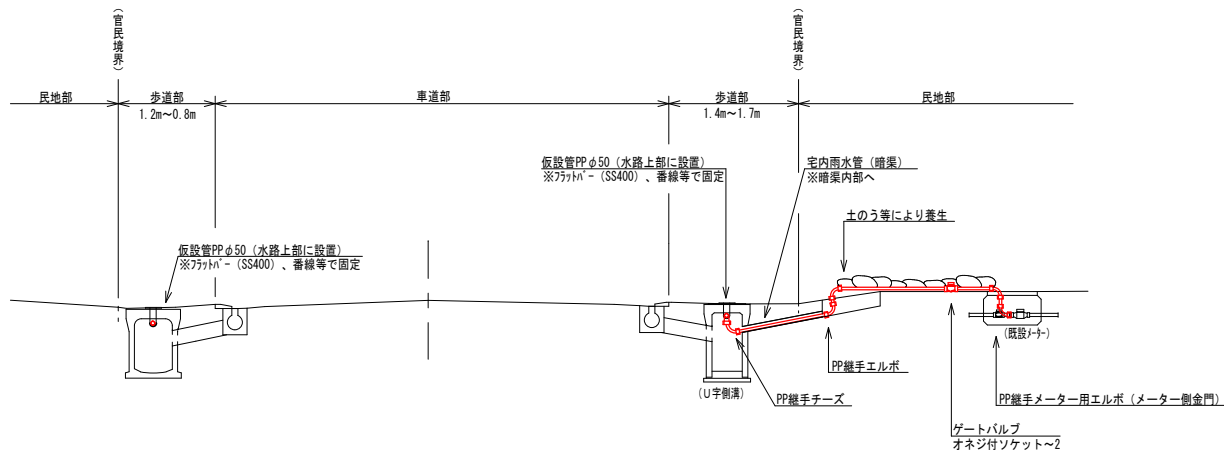 （官民境界）
（官民境界）
民地部
歩道部
車道部
歩道部
民地部
1.2m～0.8m
1.4m～1.7m
仮設管PPφ50（水路上部に設置）
※ﾌﾗｯﾄﾊﾞｰ（SS400）、番線等で固定
宅内雨水管（暗渠）
※暗渠内部へ
土のう等により養生
仮設管PPφ50（水路上部に設置）
※ﾌﾗｯﾄﾊﾞｰ（SS400）、番線等で固定
（既設ﾒｰﾀｰ）
PP継手エルボ
（Ｕ字側溝）
PP継手チーズ
PP継手メーター用エルボ（メーター側金門）
ゲートバルブ
オネジ付ソケット～2